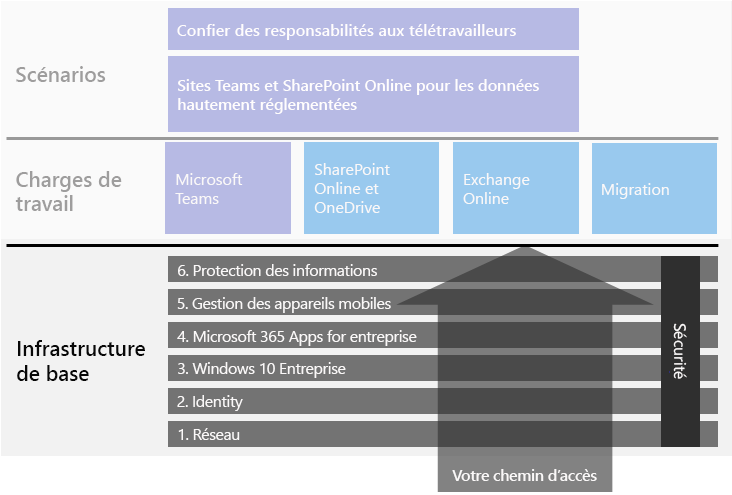 Scénarios
Confier des responsabilités aux télétravailleurs
Sites Teams et SharePoint Online pour les données
hautement réglementées
Charges de
travail
Microsoft
Teams
SharePoint
Online et
OneDrive
Exchange
Online
Migration
Infrastructure
de base
6. Protection des informations
5. Gestion des appareils mobiles
4. Microsoft 365 Apps for entreprise
3. Windows 10 Entreprise
2. Identity
1. Réseau
Sécurité
Votre chemin d'accès